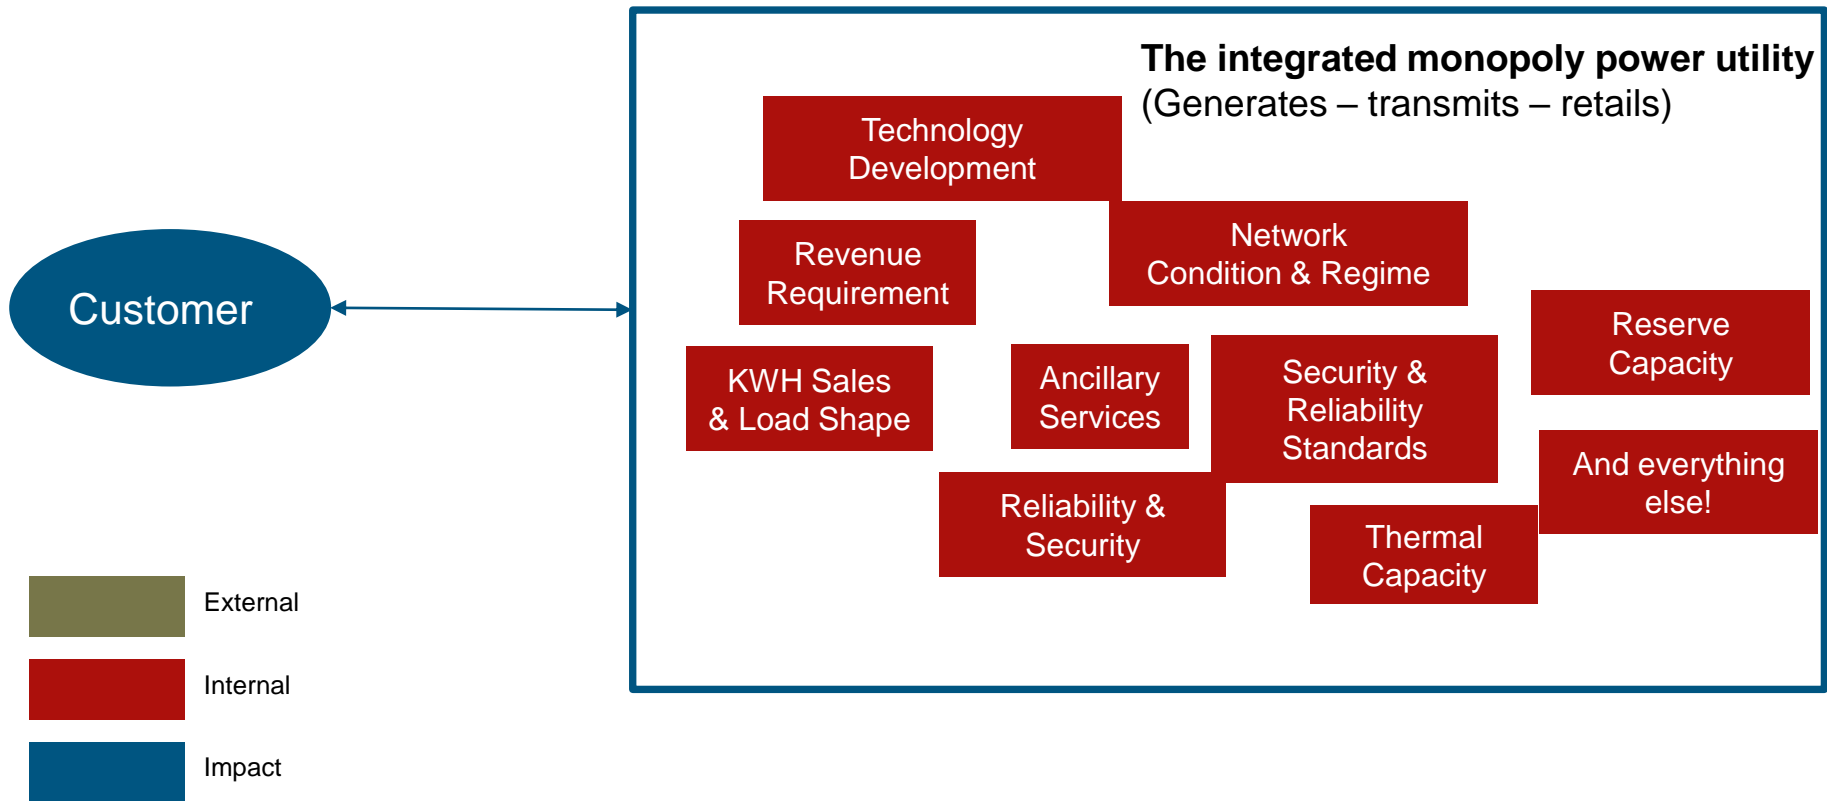 The integrated monopoly power utility
(Generates – transmits – retails)
Technology
Development
Network
Condition & Regime
Revenue
Requirement
Customer
Reserve
Capacity
KWH Sales
& Load Shape
Ancillary
Services
Security &
Reliability
Standards
And everything
else!
Reliability &
Security
Thermal
Capacity
External
Internal
Impact